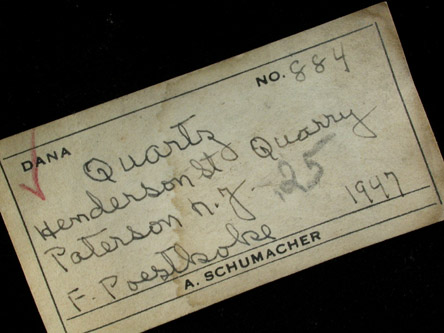 NO. 884
DANA
Quartz
Henderson St Quarry
Paterson N.J. .25
F. Poestkoke 1947
A. SCHUMACHER